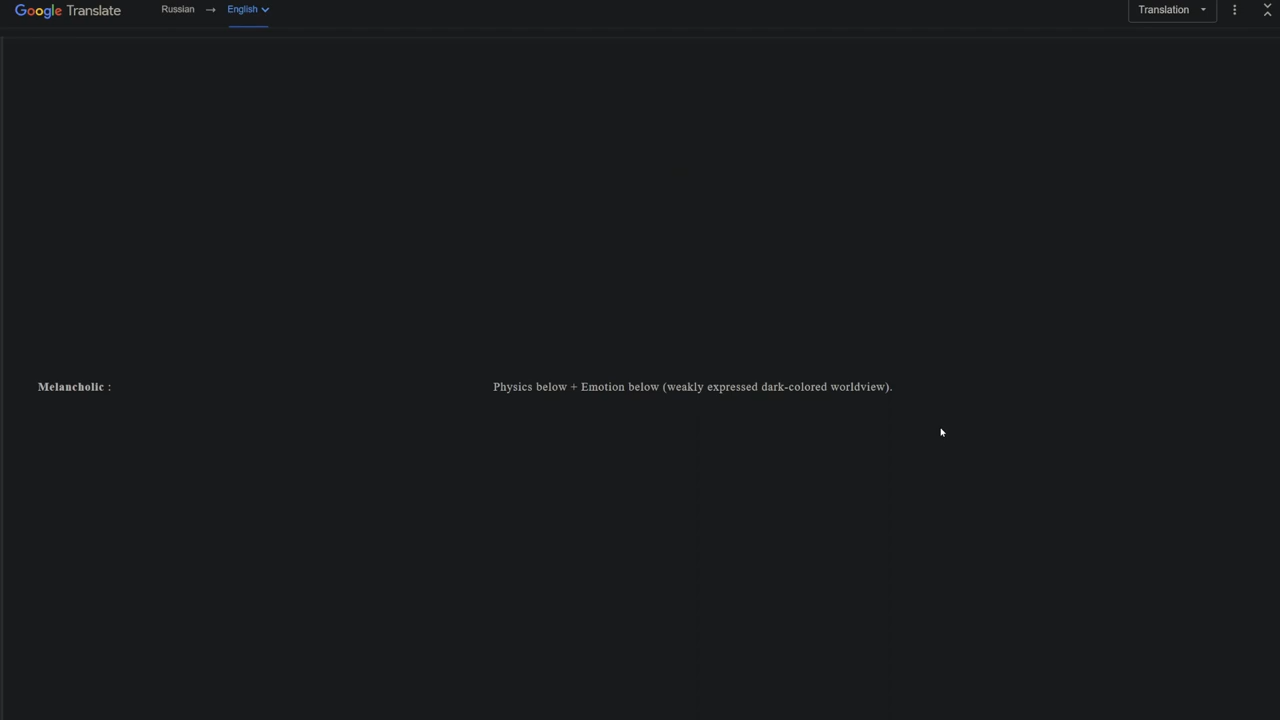 Google Translate Russian → English Translation
Melancholic : Physics below + Emotion below (weakly expressed dark-colored worldview).